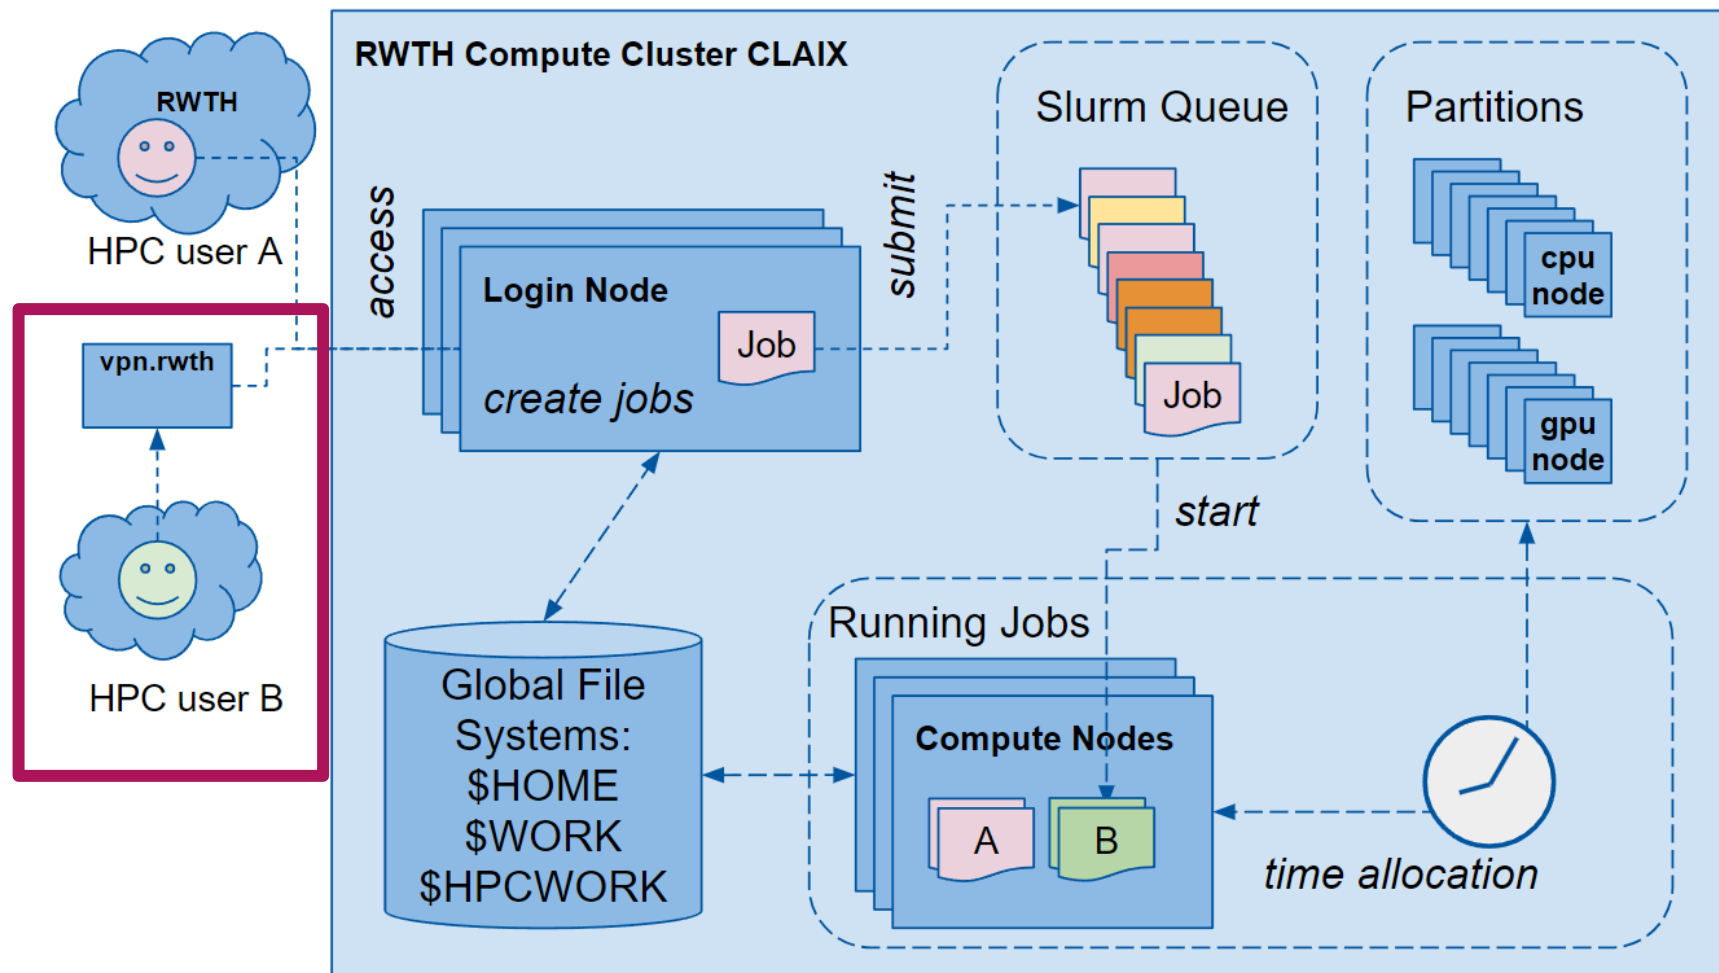 RWTH Compute Cluster CLAIX
RWTH
HPC user A
vpn.rwth
HPC user B
access
Login Node
Job
create jobs
submit
Slurm Queue
Job
start
Partitions
cpu
node
gpu
node
Global File
Systems:
$HOME
$WORK
$HPCWORK
Running Jobs
Compute Nodes
A
B
time allocation